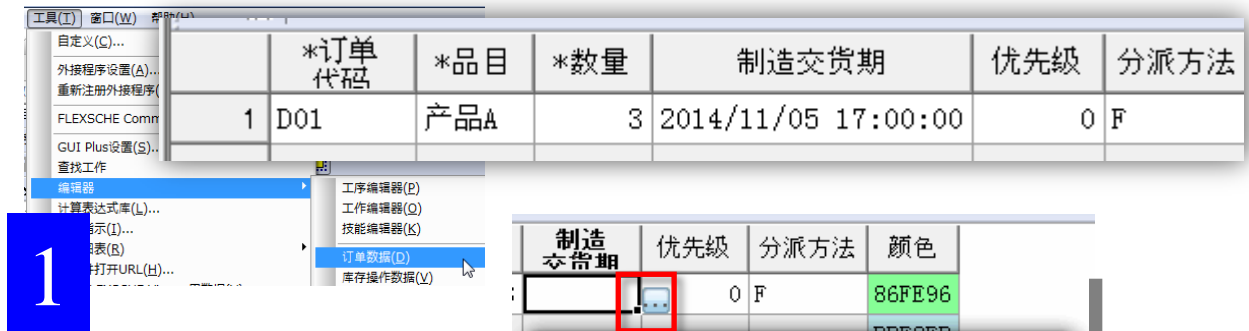 工具(T) 窗口(W)
自定义(C)...
外接程序设置(A)...
重新注册外接程序(
FLEXSCHE Comm
GUI Plus设置(S)...
查找工作
编辑器
计算表达式库(L)...
示(I)...
表(R)
打开URL(H)...
*订单代码 *品目 *数量 制造交货期 优先级 分派方法
1 D01 产品A 3 2014/11/05 17:00:00 0 F
工序编辑器(P)
工作编辑器(O)
技能编辑器(K)
订单数据(D)
库存操作数据(V)
1
制造交货期 优先级 分派方法 颜色
... 0 F 86FE96